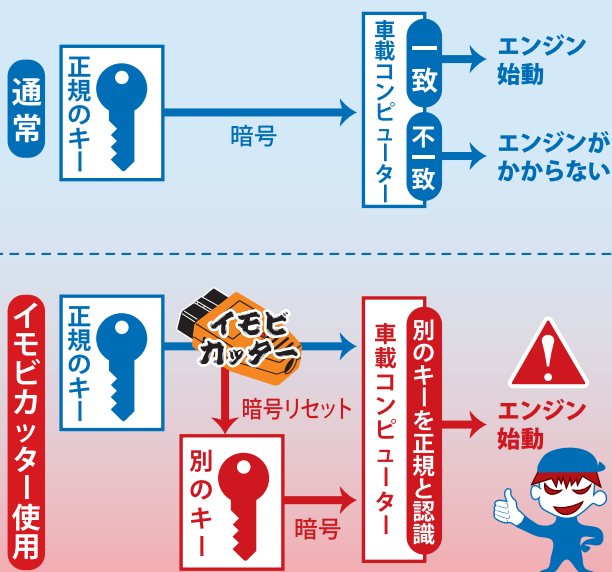 通常
正規のキー
暗号
車載コンピューター
一致
不一致
エンジン
始動
エンジンが
かからない
イモビカッター使用
正規のキー
イモビ
カッター
暗号リセット
別のキー
暗号
車載コンピューター
別のキーを正規と認識
エンジン
始動